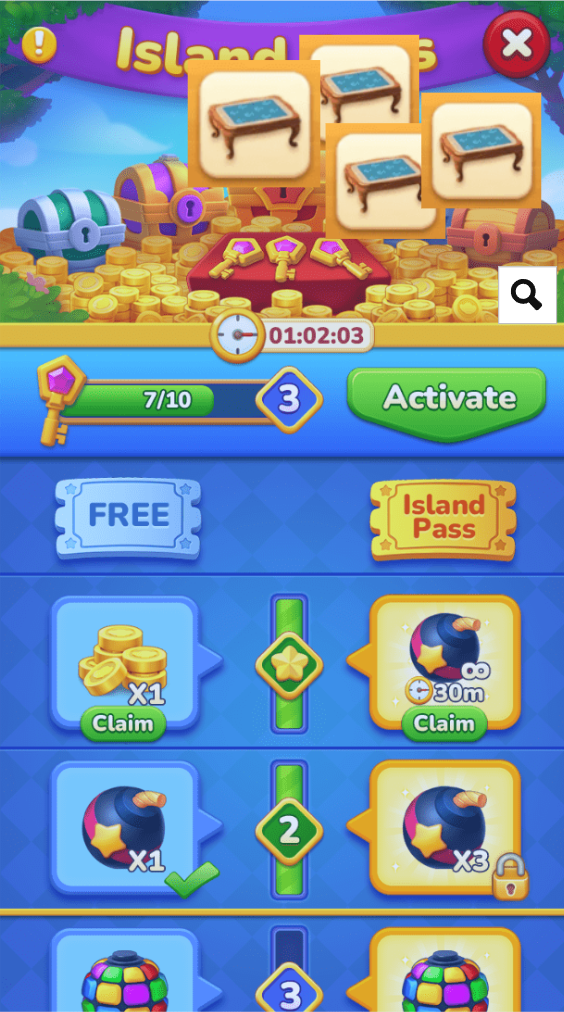 !
Island
01:02:03
7/10
3
Activate
FREE
Island
Pass
X1
Claim
∞
30m
Claim
2
X1
X3
3